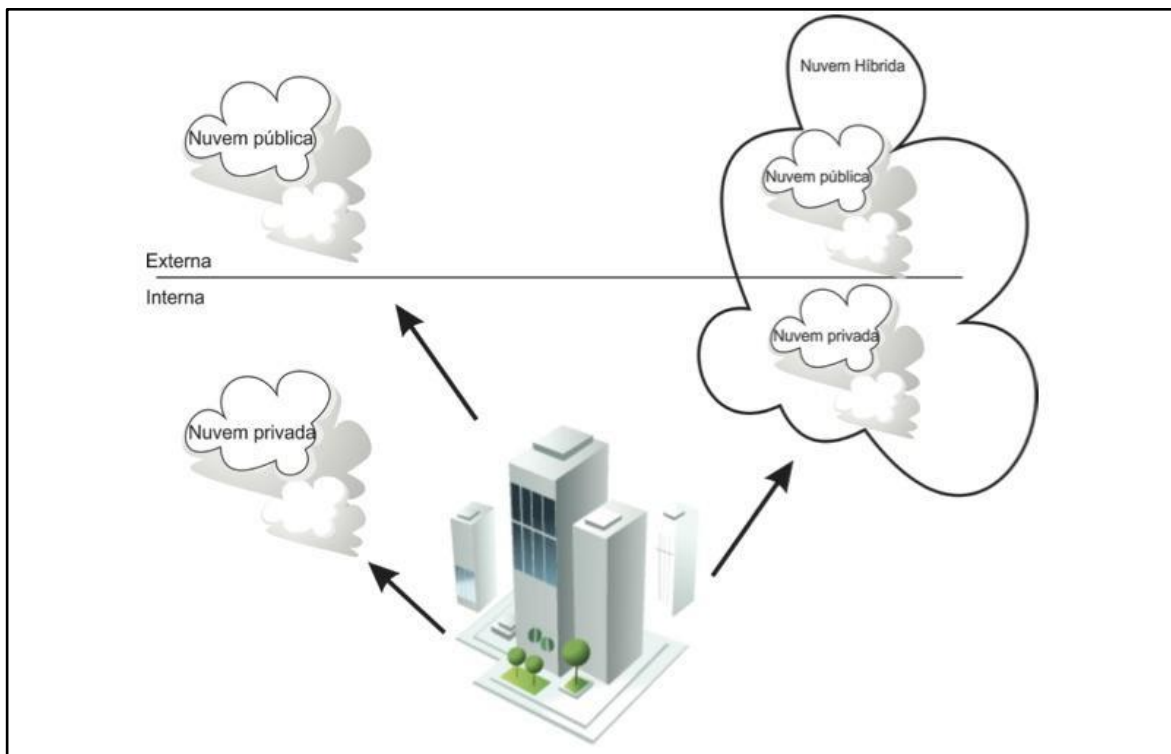 Nuvem Híbrida
Nuvem pública
Nuvem pública
Externa
Interna
Nuvem privada
Nuvem privada